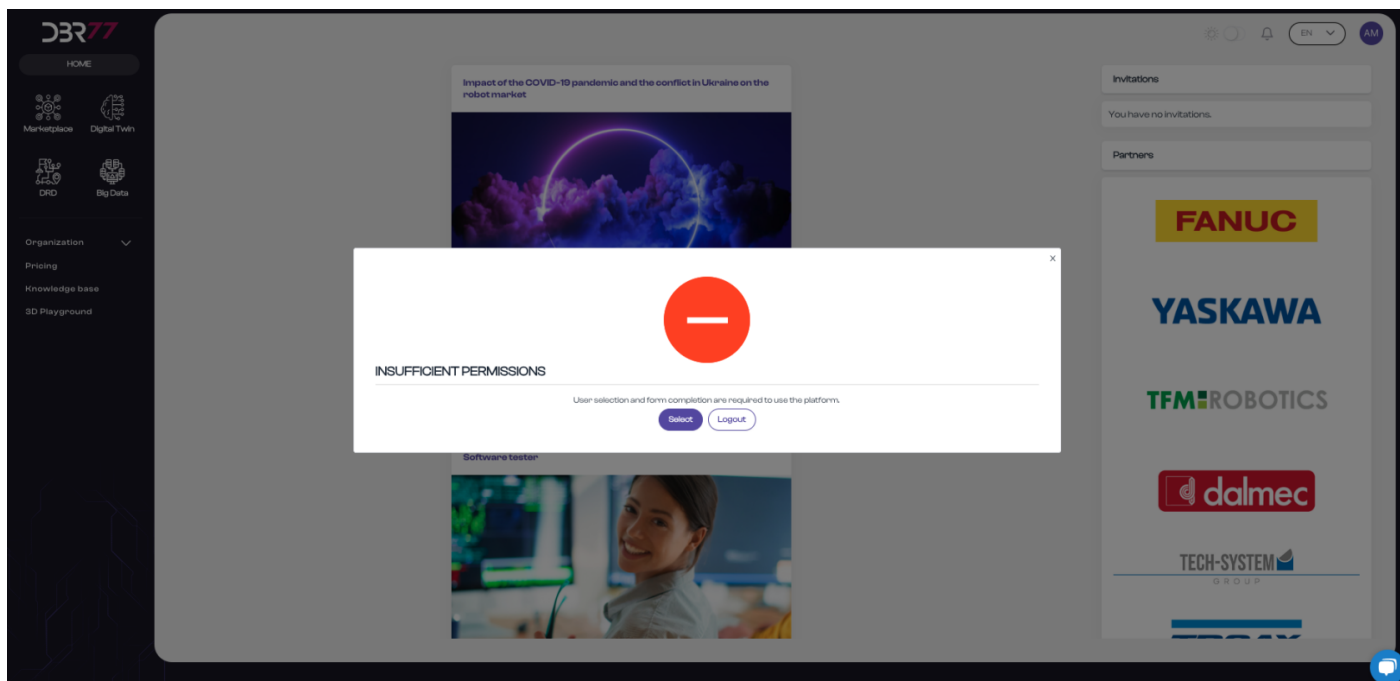 DBR77
HOME
Marketplace
Digital Twin
DRD
Big Data
Organization
Pricing
Knowledge base
3D Playground
EN
AM
Impact of the COVID-19 pandemic and the conflict in Ukraine on the
robot market
INSUFFICIENT PERMISSIONS
User selection and form completion are required to use the platform.
Select
Logout
x
Software tester
Invitations
You have no invitations.
Partners
FANUC
YASKAWA
TFM ROBOTICS
dalmec
TECH-SYSTEM
GROUP